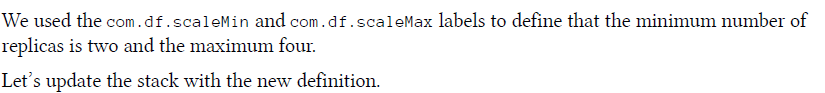 We used the com.df.scaleMin and com.df.scaleMax labels to define that the minimum number of
replicas is two and the maximum four.
Let’s update the stack with the new definition.